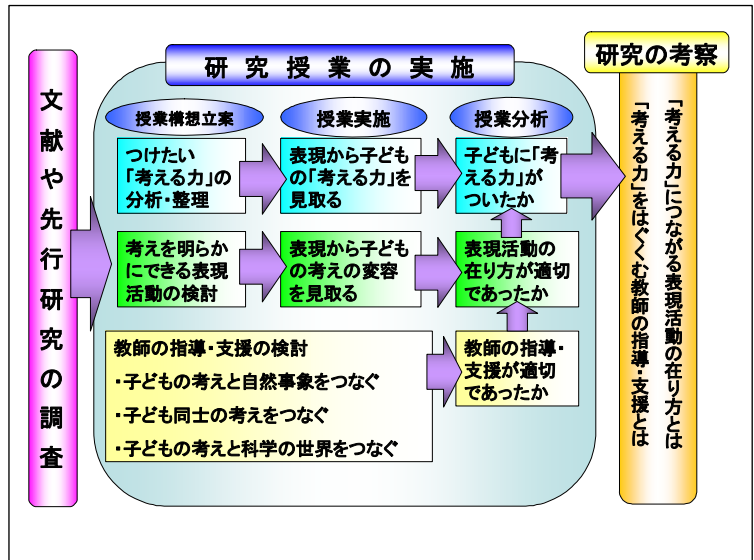 文献や先行研究の調査
研究授業の実施
授業構想立案
授業実施
授業分析
つけたい
「考える力」の
分析・整理
表現から子ども
の「考える力」を
見取る
子どもに「考
える力」が
ついたか
考えを明らか
にできる表現
活動の検討
表現から子ども
の考えの変容
を見取る
表現活動の
在り方が適切
であったか
教師の指導・支援の検討
・子どもの考えと自然事象をつなぐ
・子ども同士の考えをつなぐ
・子どもの考えと科学の世界をつなぐ
教師の指導・
支援が適切
であったか
研究の考察
「考える力」につながる表現活動の在り方とは
「考える力」をはぐくむ教師の指導・支援とは